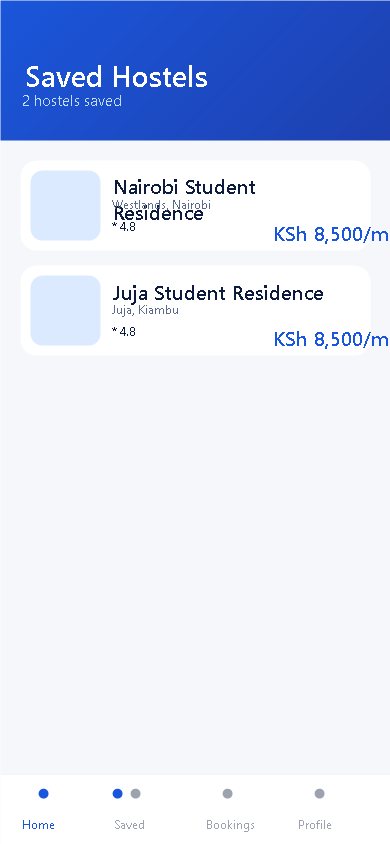 Saved Hostels
2 hostels saved
Nairobi Student
Westlands, Nairobi
Residence
* 4.8
KSh 8,500/m
Juja Student Residence
Juja, Kiambu
* 4.8
KSh 8,500/m
Home Saved Bookings Profile